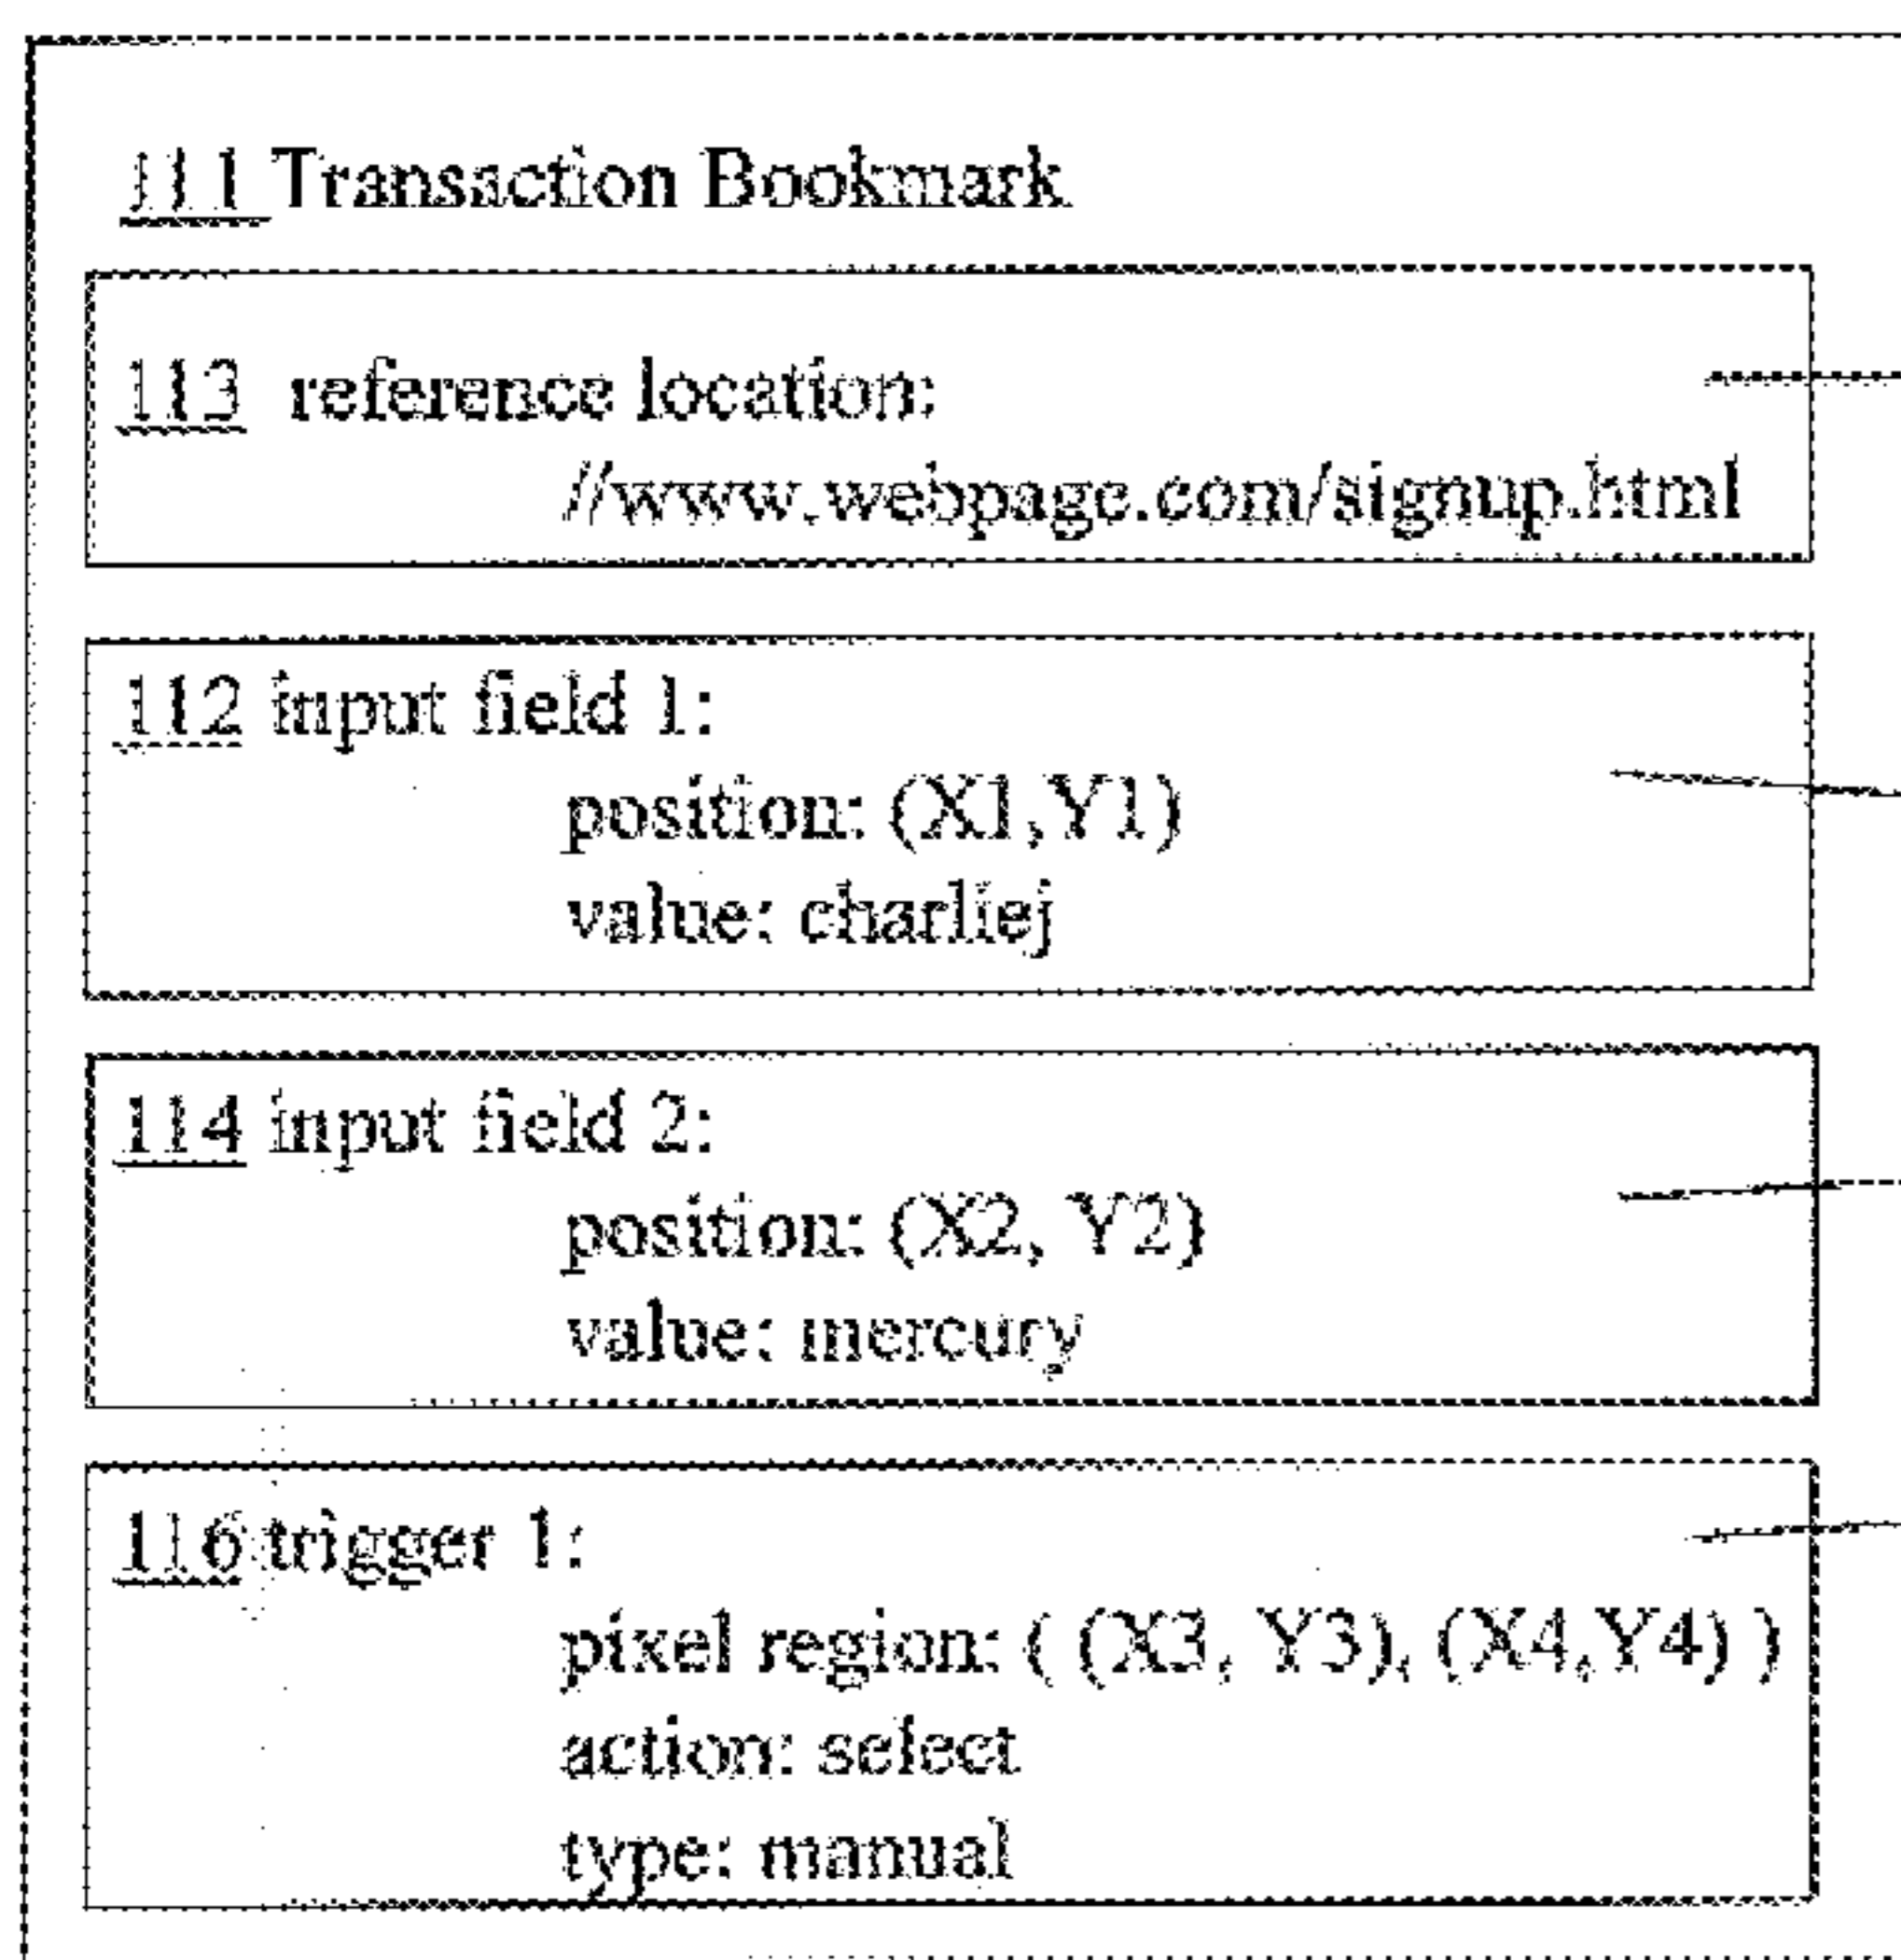 111 Transaction Bookmark
113 reference location:
//www.webpage.com/signup.html
112 input field 1:
position: (X1,Y1)
value: charliej
114 input field 2:
position: (X2, Y2)
value: mercury
116 trigger 1:
pixel region: ( (X3, Y3), (X4,Y4) )
action: select
type: manual